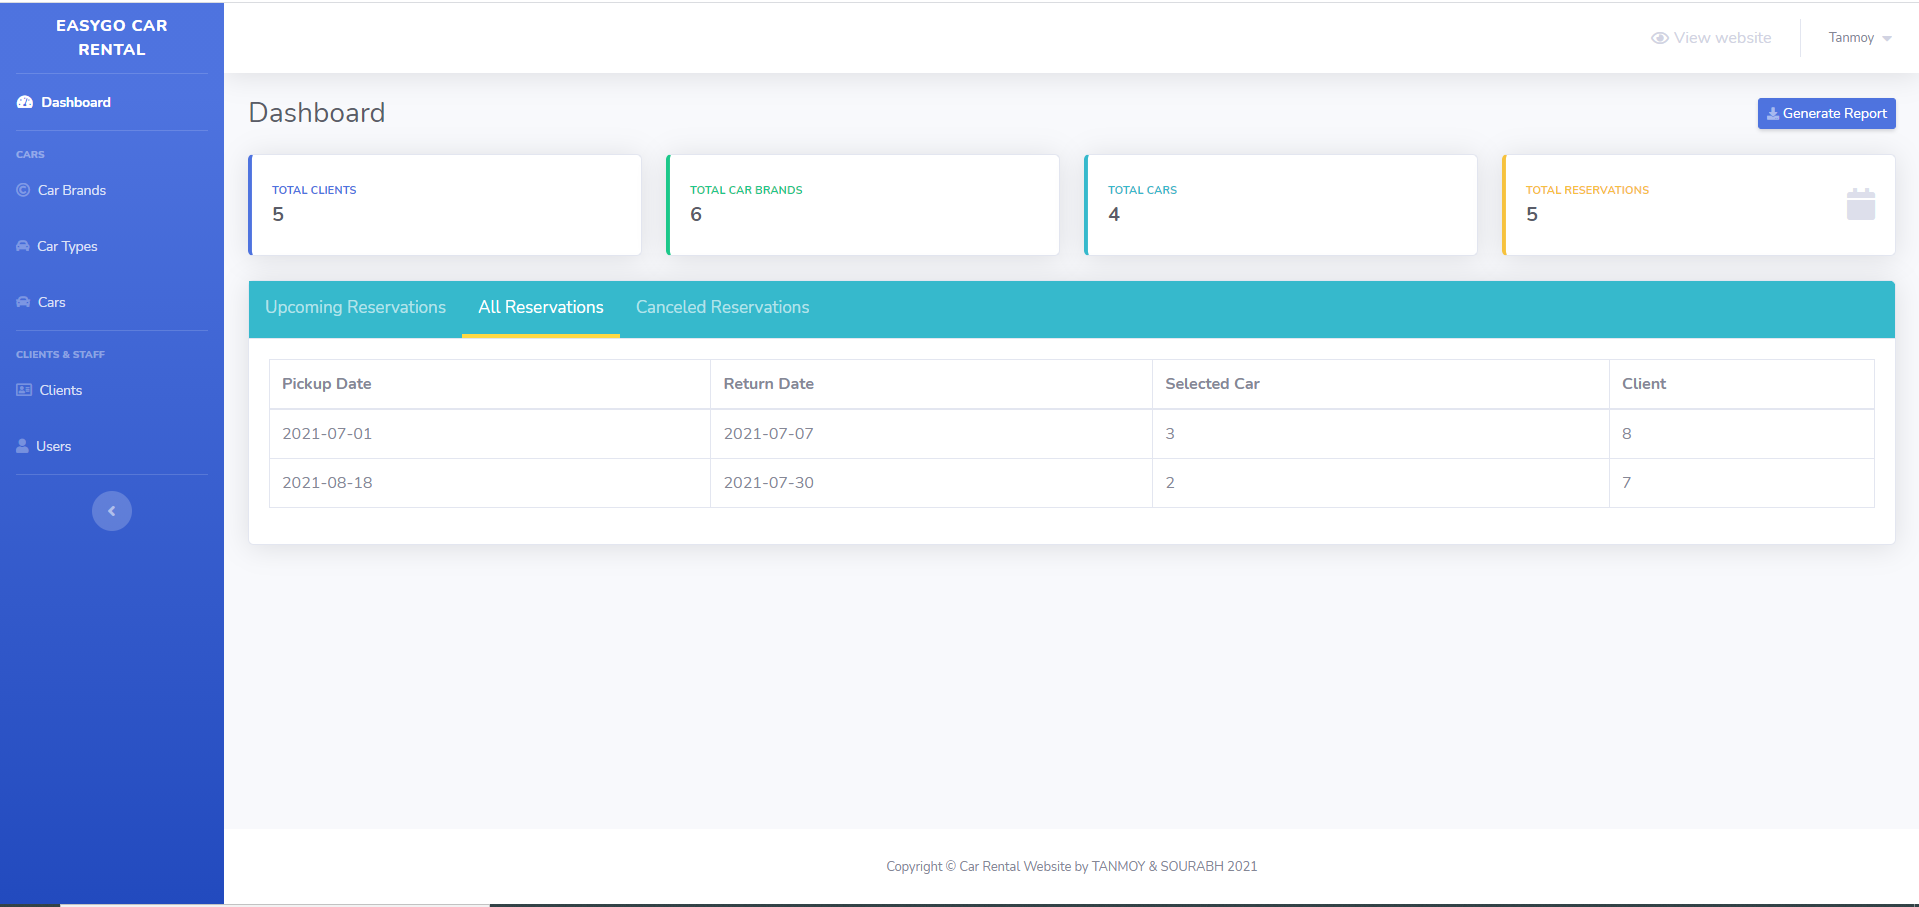 EASYGO CAR
RENTAL
Dashboard
CARS
Car Brands
Car Types
Cars
CLIENTS & STAFF
Clients
Users
View website
Tanmoy
Dashboard
Generate Report
TOTAL CLIENTS
5
TOTAL CAR BRANDS
6
TOTAL CARS
4
TOTAL RESERVATIONS
5
Upcoming Reservations All Reservations Canceled Reservations
Pickup Date Return Date Selected Car Client
2021-07-01 2021-07-07 3 8
2021-08-18 2021-07-30 2 7
Copyright © Car Rental Website by TANMOY & SOURABH 2021